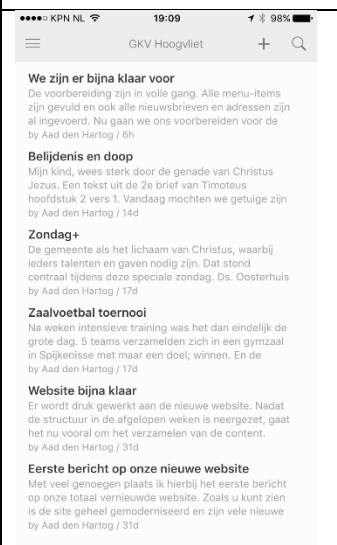 KPN NL 19:09 98%
GKV Hoogvliet
We zijn er bijna klaar voor
De voorbereiding zijn in volle gang. Alle menu-items
zijn gevuld en ook alle nieuwsbrieven en adressen zijn
al ingevoerd. Nu gaan we ons voorbereiden voor de
by Aad den Hartog / 6h
Belijdenis en doop
Mijn kind, wees sterk door de genade van Christus
Jezus. Een tekst uit de 2e brief van Timoteus
hoofdstuk 2 vers 1. Vandaag mochten we getuige zijn
by Aad den Hartog / 14d
Zondag+
De gemeente als het lichaam van Christus, waarbij
ieders talenten en gaven nodig zijn. Dat stond
centraal tijdens deze speciale zondag. Ds. Oosterhuis
by Aad den Hartog / 17d
Zaalvoetbal toernooi
Na weken intensieve training was het dan eindelijk de
grote dag. 5 teams verzamelden zich in een gymzaal
in Spijkenisse met maar een doel; winnen. En de
by Aad den Hartog / 17d
Website bijna klaar
Er wordt druk gewerkt aan de nieuwe website. Nadat
de structuur in de afgelopen weken is neergezet, gaat
het nu vooral om het verzamelen van de content.
by Aad den Hartog / 31d
Eerste bericht op onze nieuwe website
Met veel genoegen plaats ik hierbij het eerste bericht
op onze totaal vernieuwde website. Zoals u kunt zien
is de site geheel gemoderniseerd en zijn vele nieuwe
by Aad den Hartog / 31d